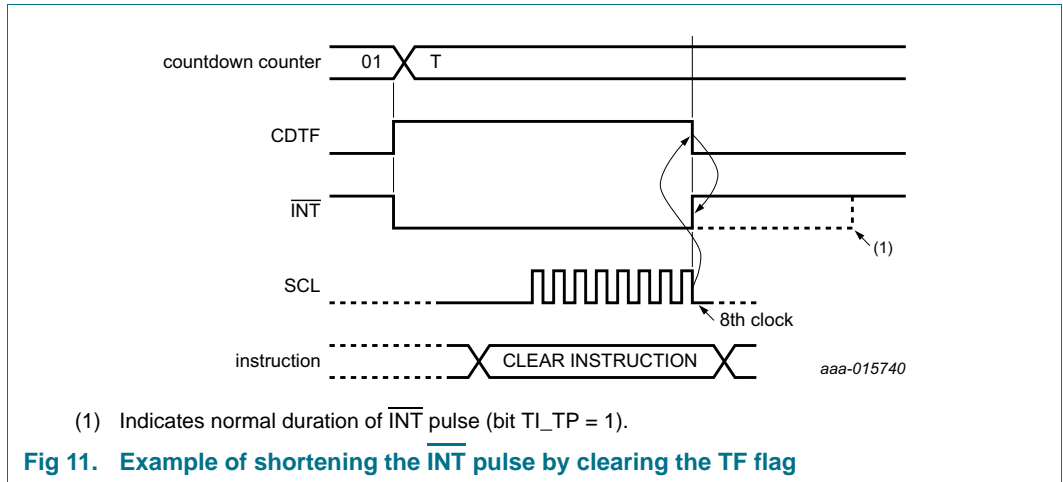 countdown counter 01 T
CDTF
INT
(1)
SCL
8th clock
instruction CLEAR INSTRUCTION
aaa-015740
(1) Indicates normal duration of INT pulse (bit TI_TP = 1).
Fig 11. Example of shortening the INT pulse by clearing the TF flag